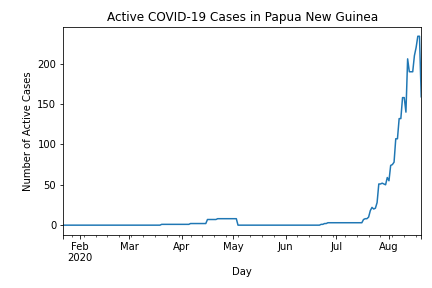 Active COVID-19 Cases in Papua New Guinea
Number of Active Cases
200
150
100
50
0
Feb Mar Apr May Jun Jul Aug
2020
Day